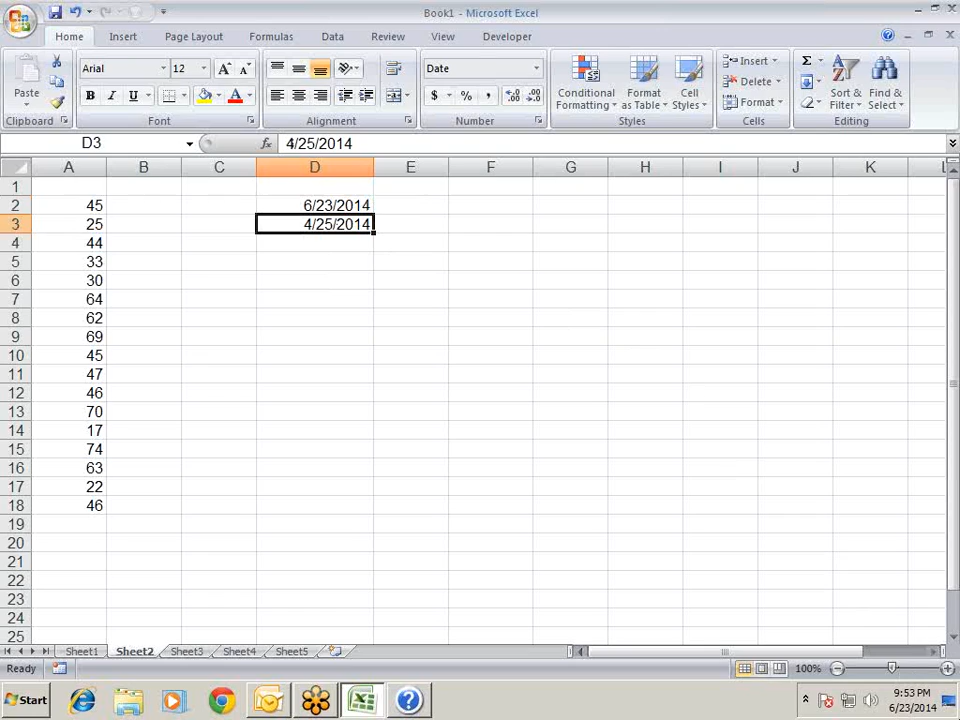 Book1 - Microsoft Excel
Home Insert Page Layout Formulas Data Review View Developer
Paste
Clipboard
Arial 12
B I U
Font
Alignment
Date
$ % ,
Number
Conditional Formatting
Format as Table
Cell Styles
Styles
Insert
Delete
Format
Cells
Sort & Filter
Find & Select
Editing
D3 fx 4/25/2014
A B C D E F G H I J K L
1
2 45 6/23/2014
3 25 4/25/2014
4 44
5 33
6 30
7 64
8 62
9 69
10 45
11 47
12 46
13 70
14 17
15 74
16 63
17 22
18 46
19
20
21
22
23
24
25
Sheet1 Sheet2 Sheet3 Sheet4 Sheet5
Ready 100%
Start 9:53 PM
6/23/2014